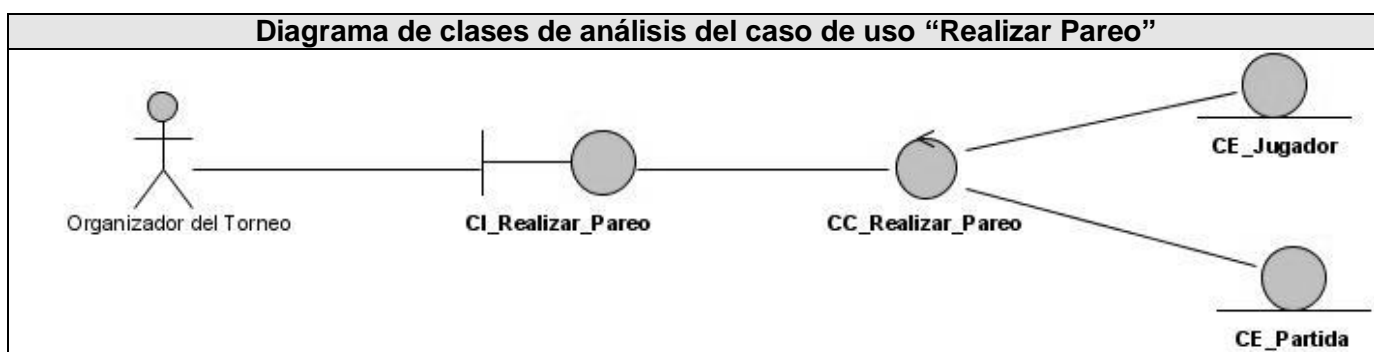 Diagrama de clases de análisis del caso de uso “Realizar Pareo”
CE_Jugador
Organizador del Torneo
CI_Realizar_Pareo
CC_Realizar_Pareo
CE_Partida